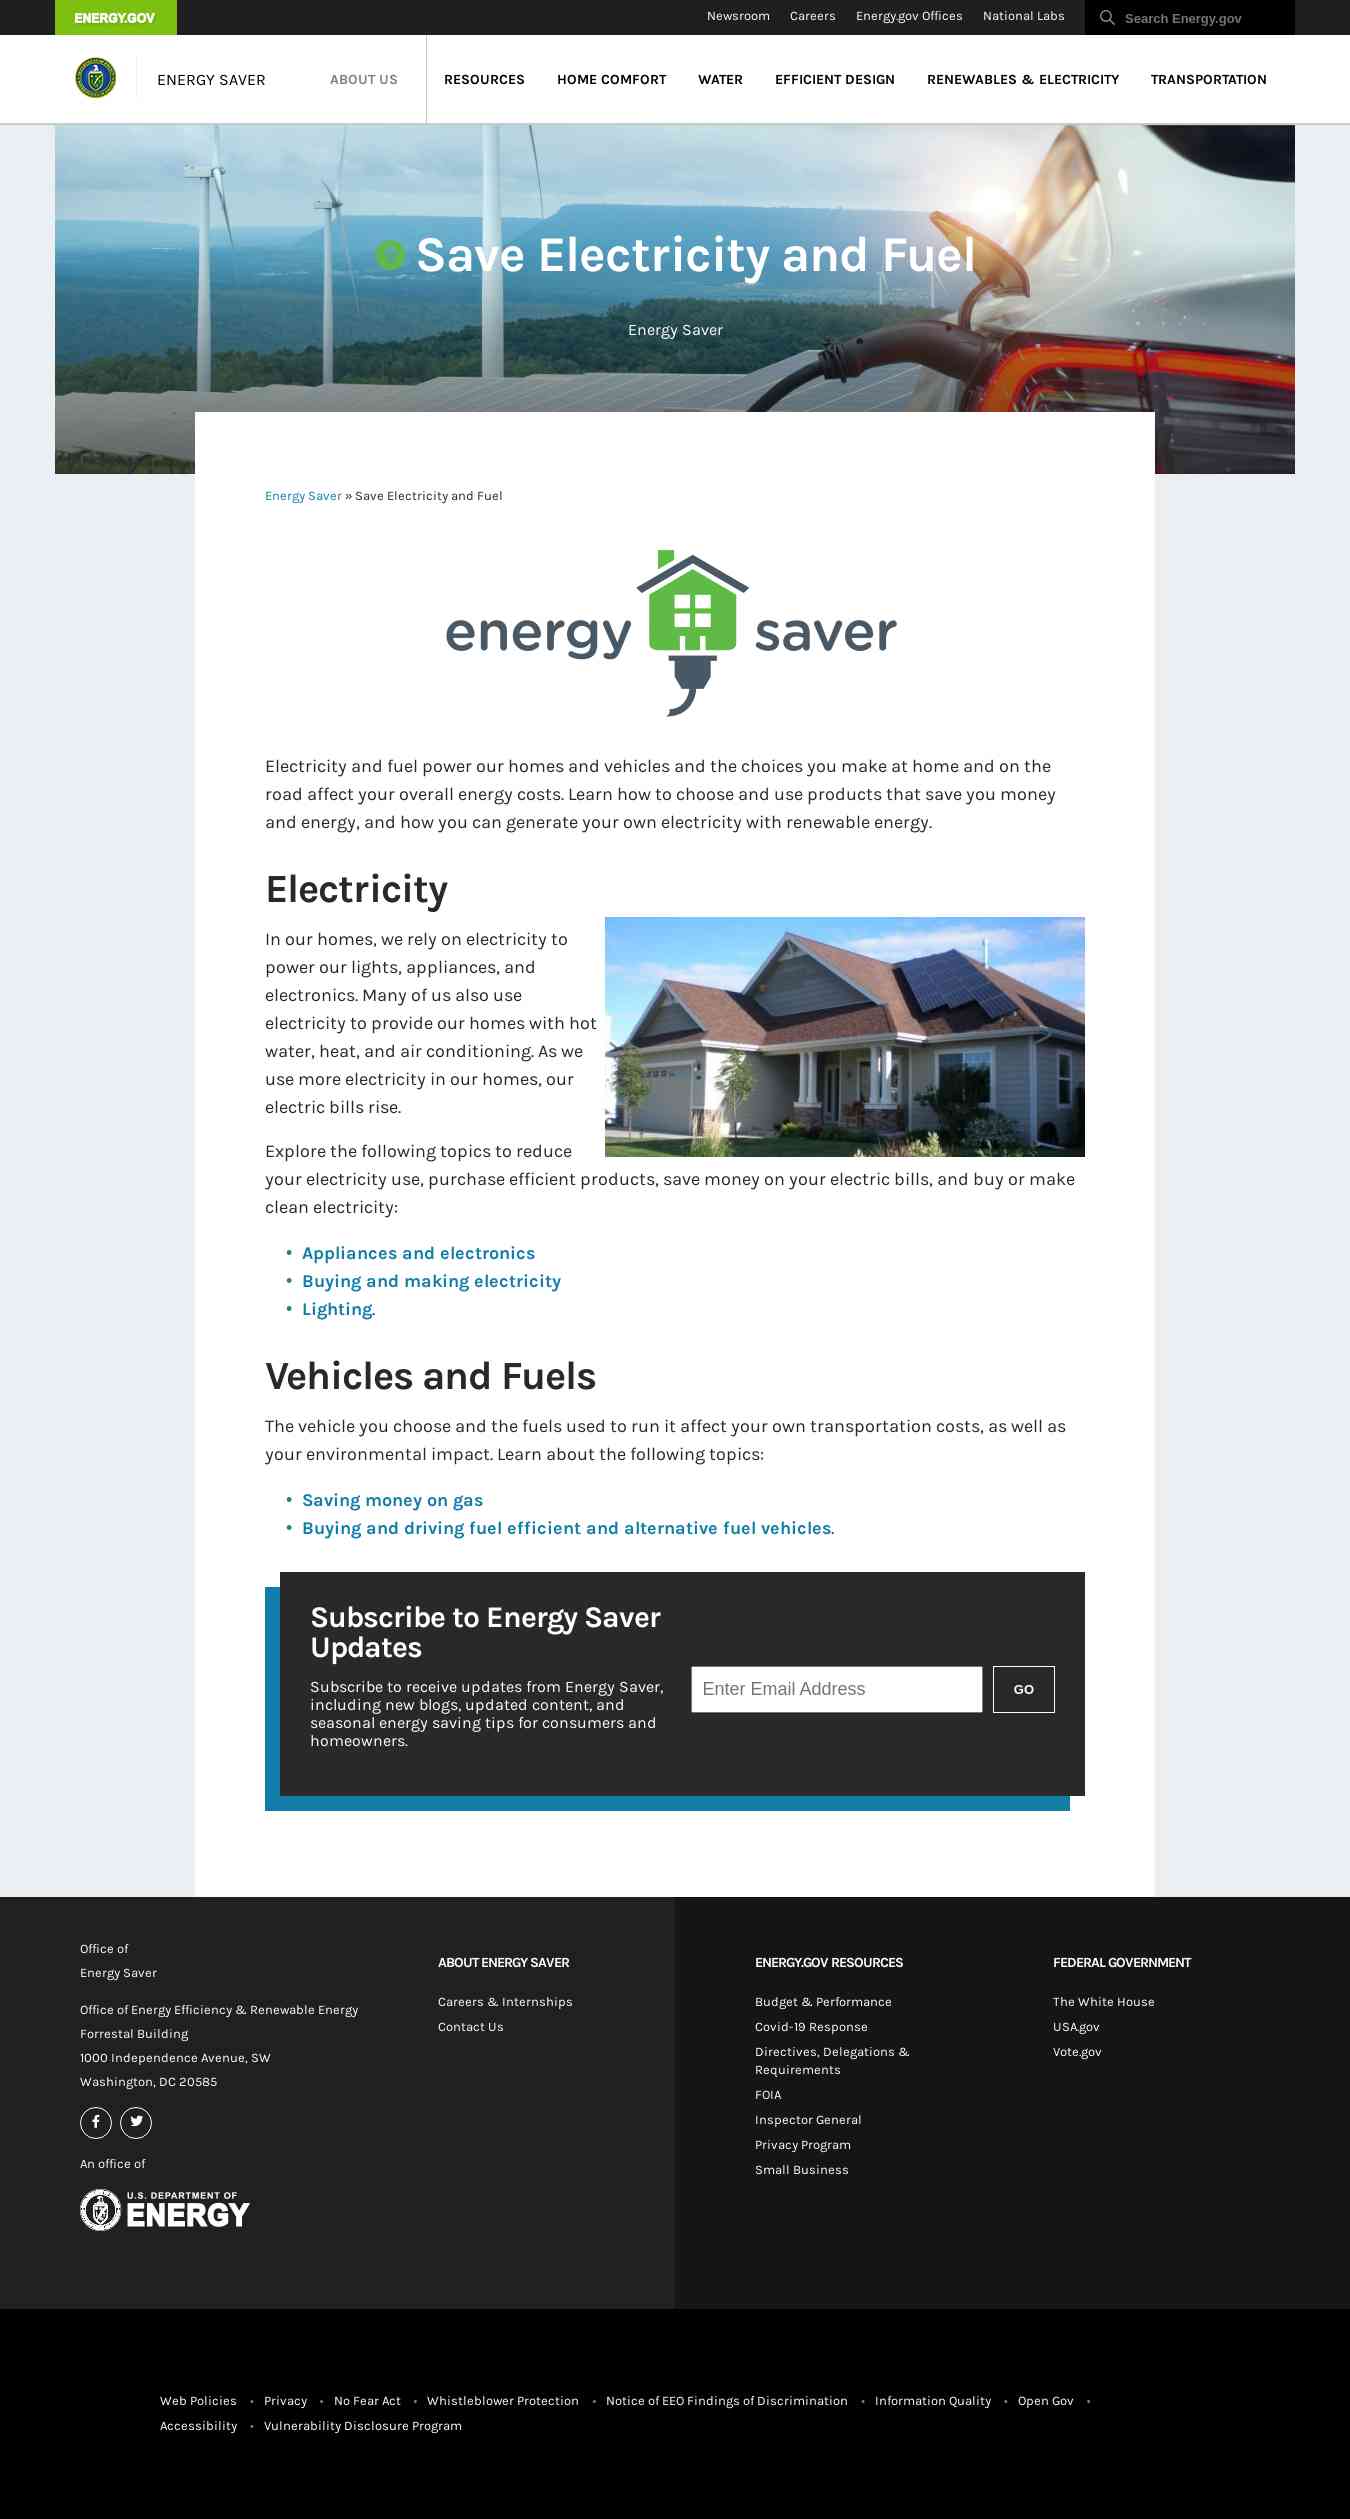 ENERGY.GOV
Newsroom Careers Energy.gov Offices National Labs Search Energy.gov
ENERGY SAVER ABOUT US RESOURCES HOME COMFORT WATER EFFICIENT DESIGN RENEWABLES & ELECTRICITY TRANSPORTATION
Save Electricity and Fuel
Energy Saver
Energy Saver » Save Electricity and Fuel
energy saver
Electricity and fuel power our homes and vehicles and the choices you make at home and on the
road affect your overall energy costs. Learn how to choose and use products that save you money
and energy, and how you can generate your own electricity with renewable energy.
Electricity
In our homes, we rely on electricity to
power our lights, appliances, and
electronics. Many of us also use
electricity to provide our homes with hot
water, heat, and air conditioning. As we
use more electricity in our homes, our
electric bills rise.
Explore the following topics to reduce
your electricity use, purchase efficient products, save money on your electric bills, and buy or make
clean electricity:
• Appliances and electronics
• Buying and making electricity
• Lighting.
Vehicles and Fuels
The vehicle you choose and the fuels used to run it affect your own transportation costs, as well as
your environmental impact. Learn about the following topics:
• Saving money on gas
• Buying and driving fuel efficient and alternative fuel vehicles.
Subscribe to Energy Saver
Updates
Subscribe to receive updates from Energy Saver,
including new blogs, updated content, and
seasonal energy saving tips for consumers and
homeowners.
Enter Email Address GO
Office of
Energy Saver
Office of Energy Efficiency & Renewable Energy
Forrestal Building
1000 Independence Avenue, SW
Washington, DC 20585
An office of
U.S. DEPARTMENT OF
ENERGY
ABOUT ENERGY SAVER
Careers & Internships
Contact Us
ENERGY.GOV RESOURCES
Budget & Performance
Covid-19 Response
Directives, Delegations &
Requirements
FOIA
Inspector General
Privacy Program
Small Business
FEDERAL GOVERNMENT
The White House
USA.gov
Vote.gov
Web Policies • Privacy • No Fear Act • Whistleblower Protection • Notice of EEO Findings of Discrimination • Information Quality • Open Gov •
Accessibility • Vulnerability Disclosure Program